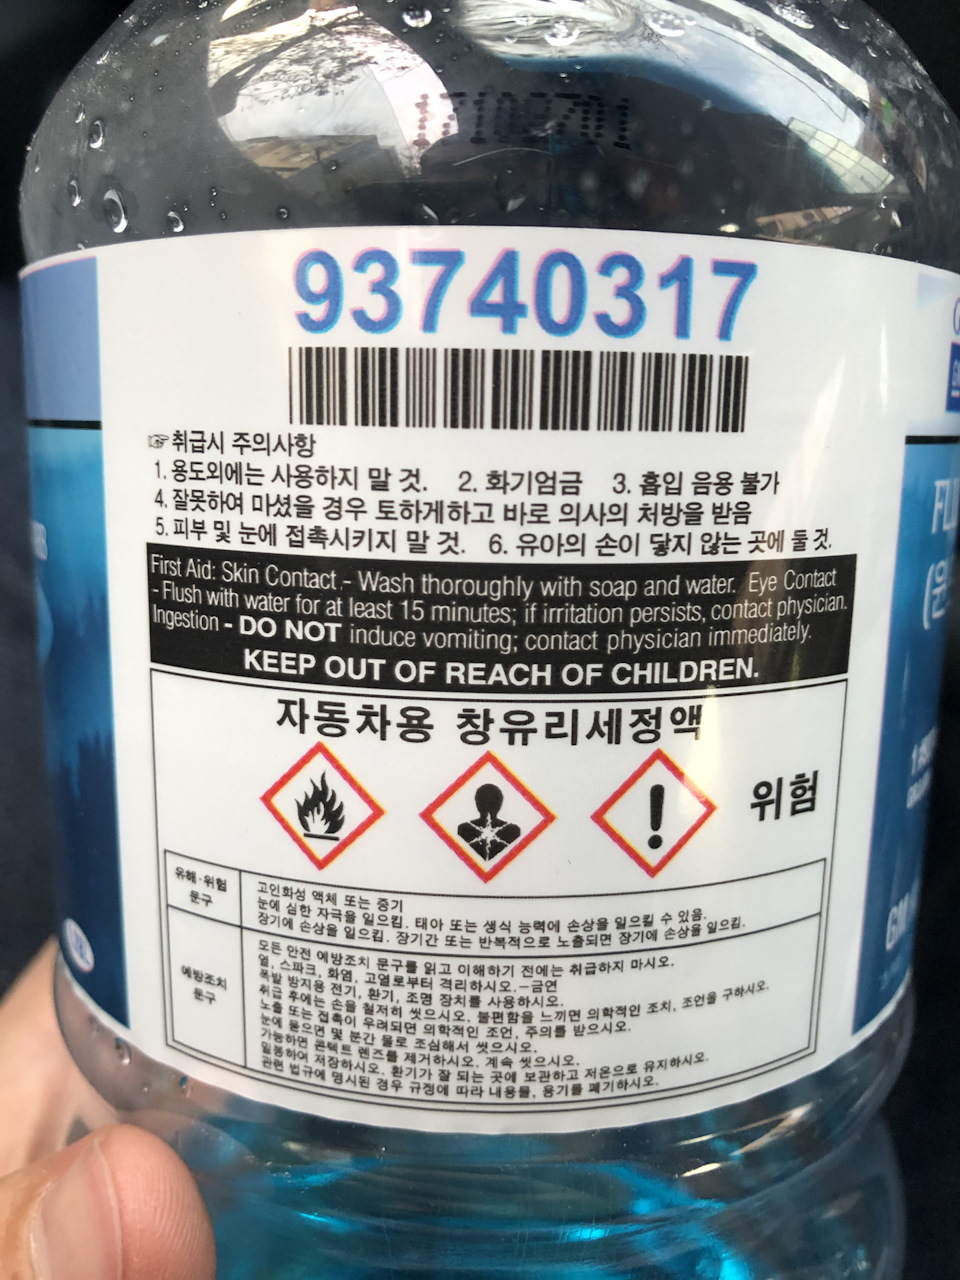 93740317
☞ 취급시 주의사항
1. 용도외에는 사용하지 말 것. 2. 화기엄금 3. 흡입 음용 불가
4. 잘못하여 마셨을 경우 토하게하고 바로 의사의 처방을 받음
5. 피부 및 눈에 접촉시키지 말 것. 6. 유아의 손이 닿지 않는 곳에 둘 것.
First Aid: Skin Contact - Wash thoroughly with soap and water. Eye Contact
- Flush with water for at least 15 minutes; if irritation persists, contact physician.
Ingestion - DO NOT induce vomiting; contact physician immediately.
KEEP OUT OF REACH OF CHILDREN.
자동차용 창유리세정액
위험
유해·위험
문구
고인화성 액체 또는 증기
눈에 심한 자극을 일으킴. 태아 또는 생식 능력에 손상을 일으킬 수 있음.
장기에 손상을 일으킴. 장기간 또는 반복적으로 노출되면 장기에 손상을 일으킴.
예방조치
문구
모든 안전 예방조치 문구를 읽고 이해하기 전에는 취급하지 마시오.
열, 스파크, 화염, 고열로부터 격리하시오.-금연
폭발 방지용 전기, 환기, 조명 장치를 사용하시오.
취급 후에는 손을 철저히 씻으시오. 불편함을 느끼면 의학적인 조치, 조언을 구하시오.
노출 또는 접촉이 우려되면 의학적인 조언, 주의를 받으시오.
눈에 묻으면 몇 분간 물로 조심해서 씻으시오.
가능하면 콘택트 렌즈를 제거하시오. 계속 씻으시오.
밀봉하여 저장하시오. 환기가 잘 되는 곳에 보관하고 저온으로 유지하시오.
관련 법규에 명시된 경우 규정에 따라 내용물, 용기를 폐기하시오.
GM